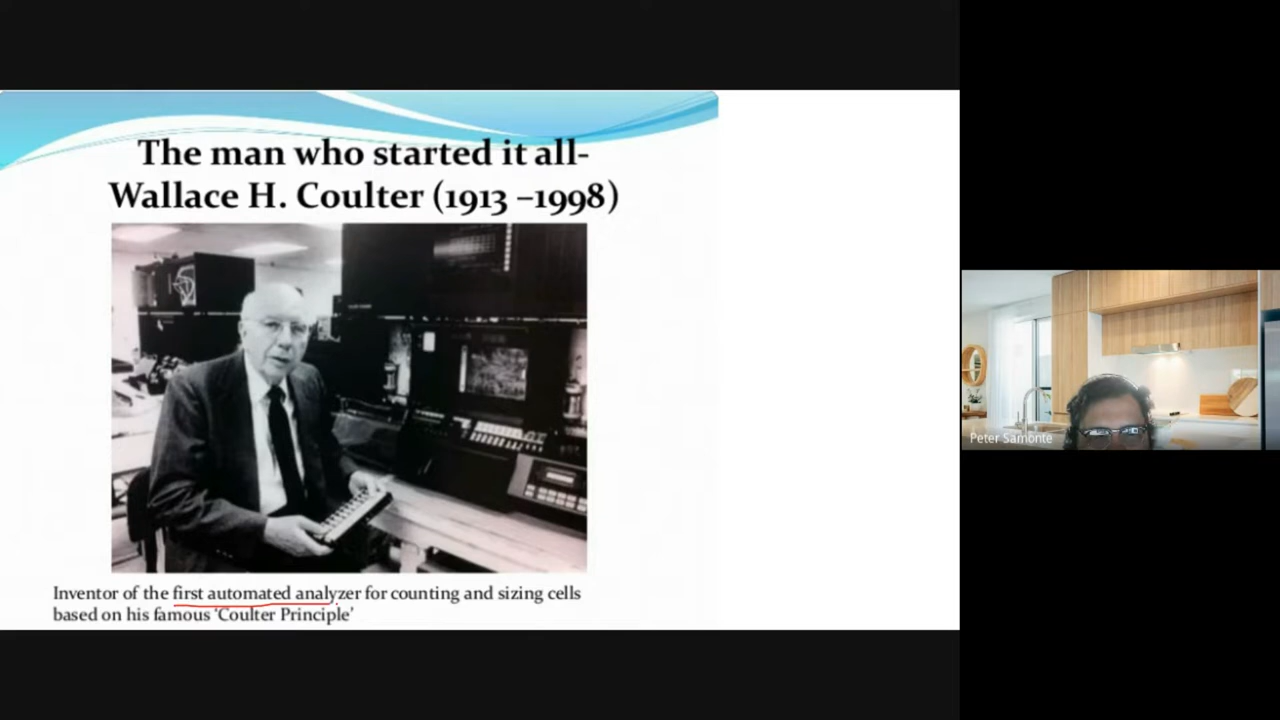 The man who started it all-
Wallace H. Coulter (1913 –1998)
Inventor of the first automated analyzer for counting and sizing cells
based on his famous ‘Coulter Principle’
Peter Samonte